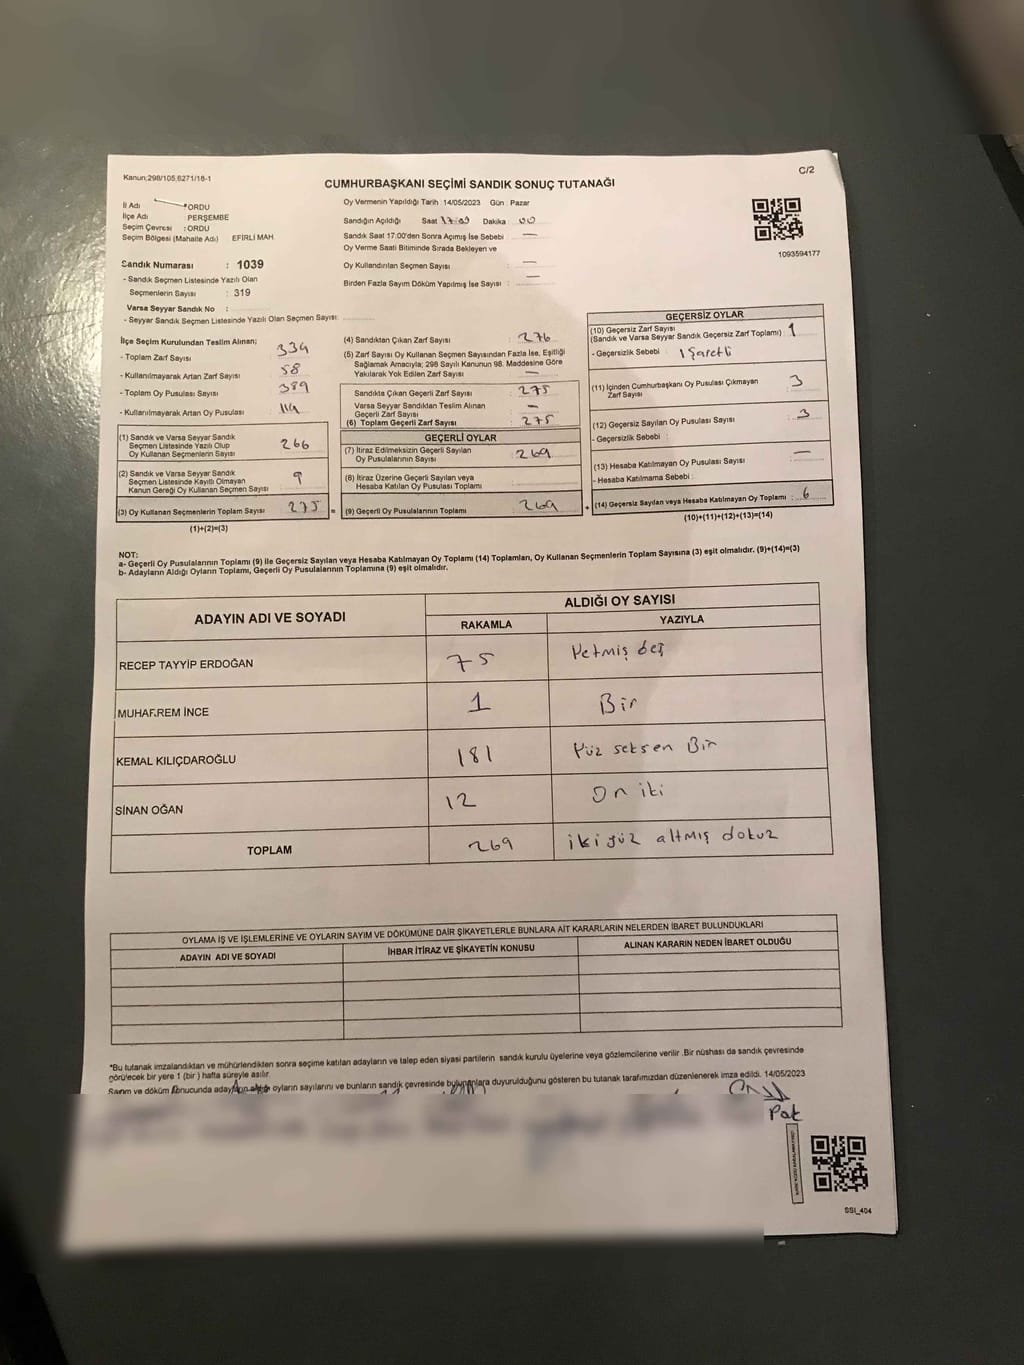 Kanun;298/105,6271/16-1
C/2
CUMHURBAŞKANI SEÇİMİ SANDIK SONUÇ TUTANAĞI
İl Adı : ORDU
İlçe Adı PERŞEMBE
Seçim Çevresi : ORDU
Seçim Bölgesi (Mahalle Adı) EFİRLİ MAH.
Sandık Numarası : 1039
- Sandık Seçmen Listesinde Yazılı Olan
Seçmenlerin Sayısı : 319
Varsa Seyyar Sandık No :
- Seyyar Sandık Seçmen Listesinde Yazılı Olan Seçmen Sayısı:
Oy Vermenin Yapıldığı Tarih :14/05/2023 Gün : Pazar
Sandığın Açıldığı Saat Dakika 00
Sandık Saat 17:00'den Sonra Açımış İse Sebebi : —
Oy Verme Saati Bitiminde Sırada Bekleyen ve
Oy Kullandırılan Seçmen Sayısı : —
Birden Fazla Sayım Döküm Yapılmış İse Sayısı : —
1093594177
İlçe Seçim Kurulundan Teslim Alınan;
- Toplam Zarf Sayısı : 334
- Kullanılmayarak Artan Zarf Sayısı : 58
- Toplam Oy Pusulası Sayısı : 389
- Kullanılmayarak Artan Oy Pusulası : 114
(1) Sandık ve Varsa Seyyar Sandık
Seçmen Listesinde Yazılı Olup
Oy Kullanan Seçmenlerin Sayısı : 266
(2) Sandık ve Varsa Seyyar Sandık
Seçmen Listesinde Kayıtlı Olmayan
Kanun Gereği Oy Kullanan Seçmen Sayısı : 9
(3) Oy Kullanan Seçmenlerin Toplam Sayısı : 275 =
(1)+(2)=(3)
(4) Sandıktan Çıkan Zarf Sayısı : 276
(5) Zarf Sayısı Oy Kullanan Seçmen Sayısından Fazla İse, Eşitliği
Sağlamak Amacıyla; 298 Sayılı Kanunun 98. Maddesine Göre
Yakılarak Yok Edilen Zarf Sayısı : —
Sandıkta Çıkan Geçerli Zarf Sayısı : 275
Varsa Seyyar Sandıktan Teslim Alınan
Geçerli Zarf Sayısı : —
(6) Toplam Geçerli Zarf Sayısı : 275
GEÇERLİ OYLAR
(7) İtiraz Edilmeksizin Geçerli Sayılan
Oy Pusulalarının Sayısı : 269
(8) İtiraz Üzerine Geçerli Sayılan veya
Hesaba Katılan Oy Pusulası Toplamı :
(9) Geçerli Oy Pusulalarının Toplamı : 269 +
GEÇERSİZ OYLAR
(10) Geçersiz Zarf Sayısı
(Sandık ve Varsa Seyyar Sandık Geçersiz Zarf Toplamı) : 1
- Geçersizlik Sebebi : 1 İşaretli
(11) İçinden Cumhurbaşkanı Oy Pusulası Çıkmayan
Zarf Sayısı : 3
(12) Geçersiz Sayılan Oy Pusulası Sayısı : 3
- Geçersizlik Sebebi :
(13) Hesaba Katılmayan Oy Pusulası Sayısı : —
- Hesaba Katılmama Sebebi :
(14) Geçersiz Sayılan veya Hesaba Katılmayan Oy Toplamı : 6
(10)+(11)+(12)+(13)=(14)
NOT:
a- Geçerli Oy Pusulalarının Toplamı (9) ile Geçersiz Sayılan veya Hesaba Katılmayan Oy Toplamı (14) Toplamları, Oy Kullanan Seçmenlerin Toplam Sayısına (3) eşit olmalıdır. (9)+(14)=(3)
b- Adayların Aldığı Oyların Toplamı, Geçerli Oy Pusulalarının Toplamına (9) eşit olmalıdır.
ADAYIN ADI VE SOYADI
ALDIĞI OY SAYISI
RAKAMLA YAZIYLA
RECEP TAYYİP ERDOĞAN 75 Yetmiş beş
MUHARREM İNCE 1 Bir
KEMAL KILIÇDAROĞLU 181 Yüz seksen Bir
SİNAN OĞAN 12 On iki
TOPLAM 269 iki yüz altmış dokuz
OYLAMA İŞ VE İŞLEMLERİNE VE OYLARIN SAYIM VE DÖKÜMÜNE DAİR ŞİKAYETLERLE BUNLARA AİT KARARLARIN NELERDEN İBARET BULUNDUKLARI
ADAYIN ADI VE SOYADI İHBAR İTİRAZ VE ŞİKAYETİN KONUSU ALINAN KARARIN NEDEN İBARET OLDUĞU
*Bu tutanak imzalandıktan ve mühürlendikten sonra seçime katılan adayların ve talep eden siyasi partilerin sandık kurulu üyelerine veya gözlemcilerine verilir .Bir nüshası da sandık çevresinde
görülecek bir yere 1 (bir ) hafta süreyle asılır.
Sayım ve döküm sonucunda adayların aldığı oyların sayılarını ve bunların sandık çevresinde bulunanlara duyurulduğunu gösteren bu tutanak tarafımızdan düzenlenerek imza edildi. 14/05/2023
Pak
SSI_404